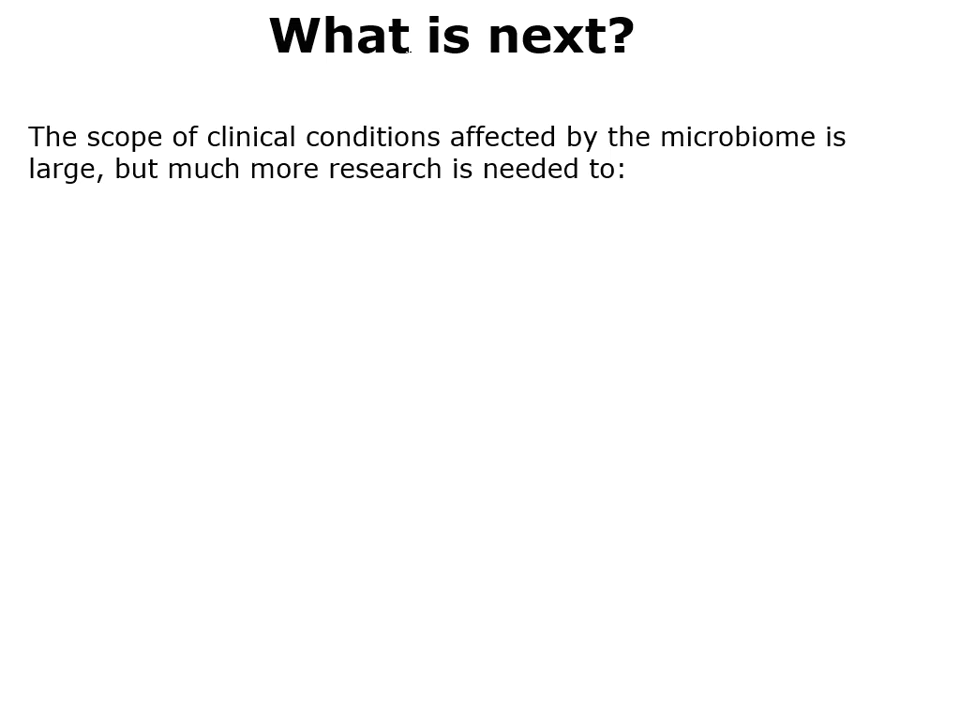 What is next?
The scope of clinical conditions affected by the microbiome is
large, but much more research is needed to: